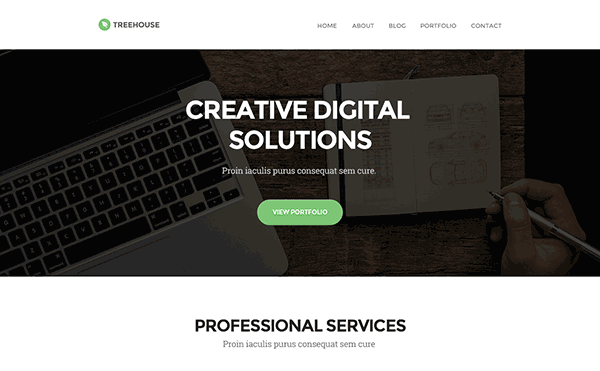 TREEHOUSE
HOME ABOUT BLOG PORTFOLIO CONTACT
CREATIVE DIGITAL
SOLUTIONS
Proin iaculis purus consequat sem cure.
VIEW PORTFOLIO
PROFESSIONAL SERVICES
Proin iaculis purus consequat sem cure